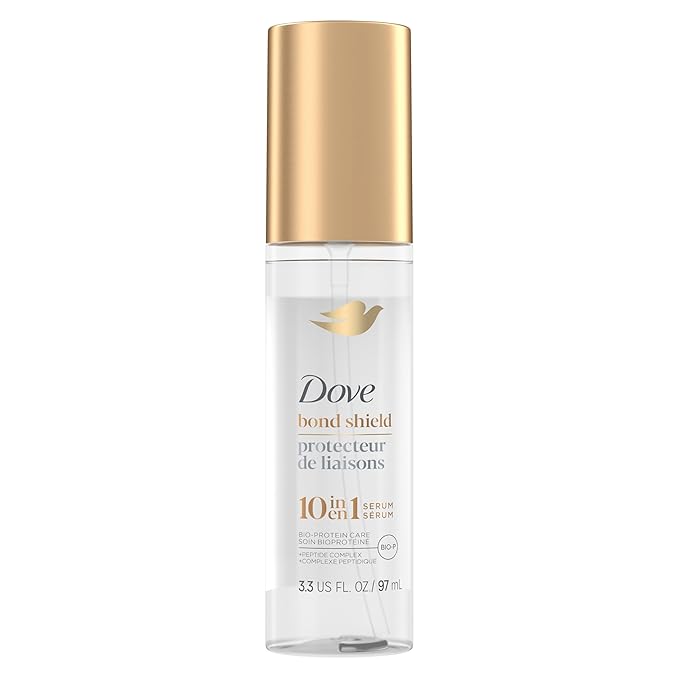 Dove
bond shield
protecteur
de liaisons
10 in en 1 SERUM
SÉRUM
BIO-PROTEIN CARE
SOIN BIOPROTEINE
+PEPTIDE COMPLEX
+COMPLEXE PEPTIDIQUE
BIO-P
3.3 US FL. OZ./97 mL